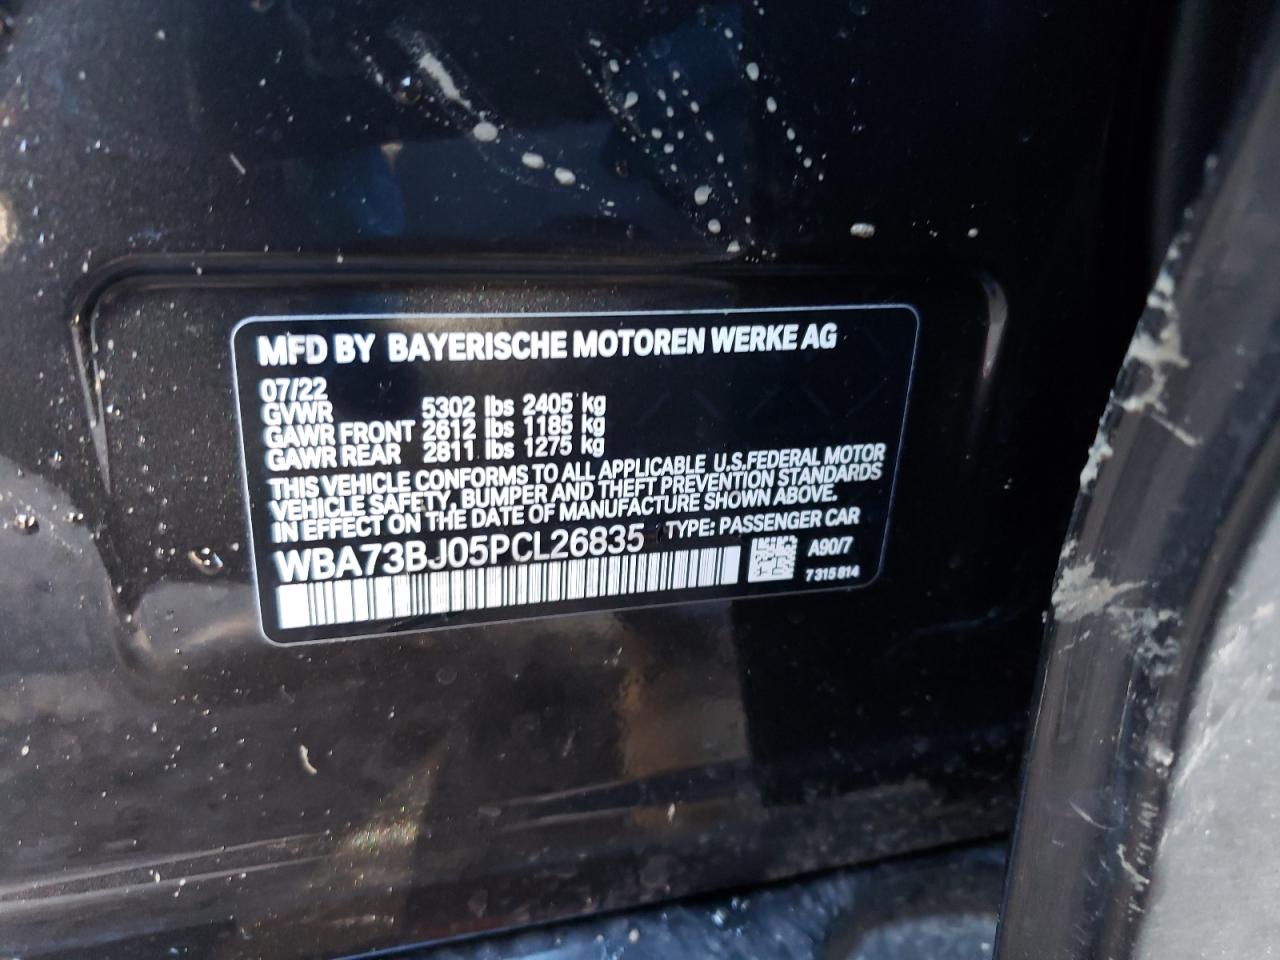 MFD BY BAYERISCHE MOTOREN WERKE AG
07/22
GVWR 5302 lbs 2405 kg
GAWR FRONT 2612 lbs 1185 kg
GAWR REAR 2811 lbs 1275 kg
THIS VEHICLE CONFORMS TO ALL APPLICABLE U.S.FEDERAL MOTOR
VEHICLE SAFETY, BUMPER AND THEFT PREVENTION STANDARDS
IN EFFECT ON THE DATE OF MANUFACTURE SHOWN ABOVE.
WBA73BJ05PCL26835 TYPE: PASSENGER CAR
A90/7
7 315 814